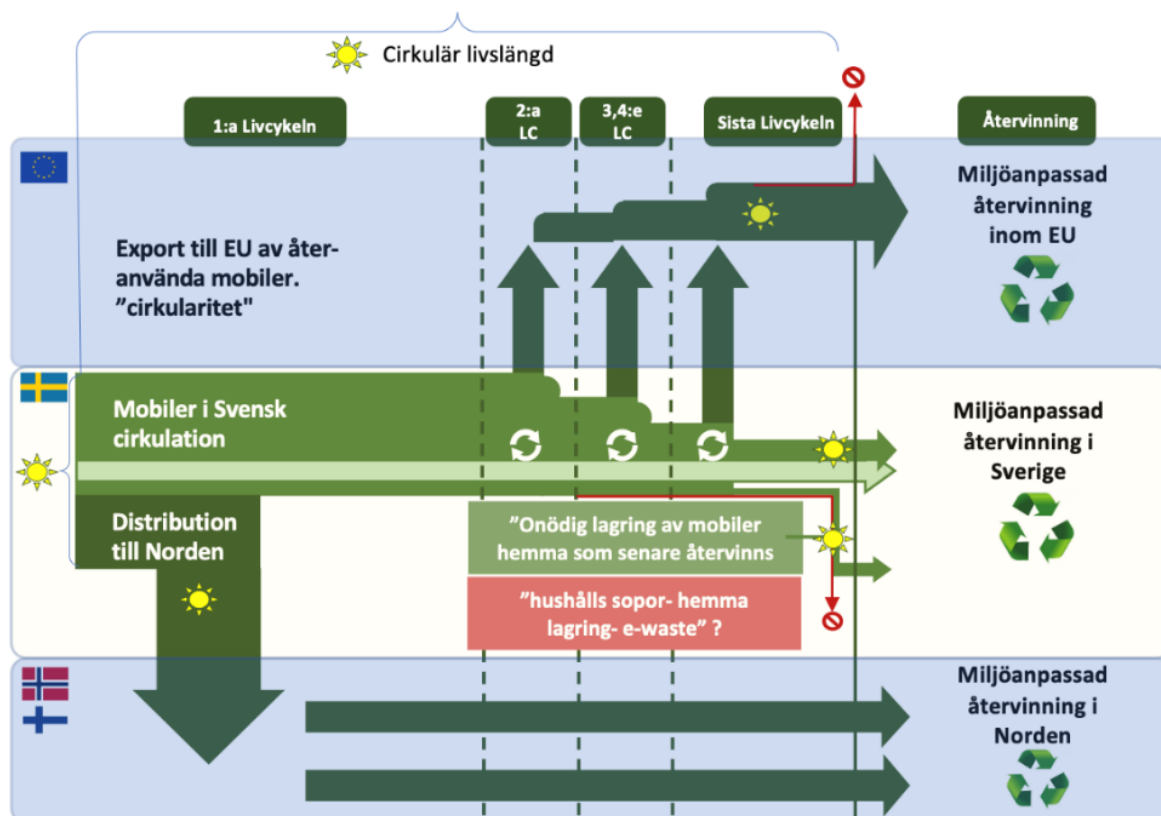 Cirkulär livslängd
1:a Livcykeln
2:a
LC
3,4:e
LC
Sista Livcykeln
Återvinning
Export till EU av åter-
använda mobiler.
”cirkularitet"
Miljöanpassad
återvinning
inom EU
Mobiler i Svensk
cirkulation
Miljöanpassad
återvinning i
Sverige
Distribution
till Norden
”Onödig lagring av mobiler
hemma som senare återvinns
”hushålls sopor- hemma
lagring- e-waste” ?
Miljöanpassad
återvinning i
Norden